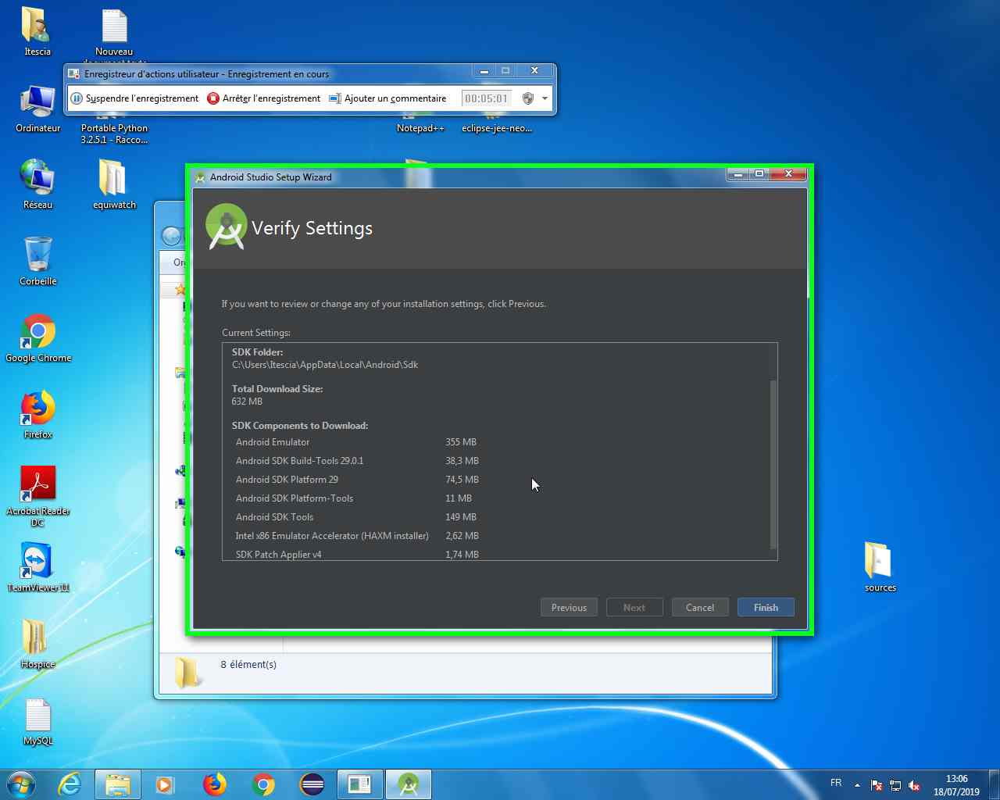 Itescia
Nouveau
Enregistreur d'actions utilisateur - Enregistrement en cours
Suspendre l'enregistrement
Arrêter l'enregistrement
Ajouter un commentaire
00:05:01
Ordinateur
Portable Python
3.2.5.1 - Racco...
Notepad++
eclipse-jee-neo...
Réseau
equiwatch
Corbeille
Google Chrome
Firefox
Acrobat Reader
DC
TeamViewer 11
Hospice
MySQL
Android Studio Setup Wizard
Verify Settings
If you want to review or change any of your installation settings, click Previous.
Current Settings:
SDK Folder:
C:\Users\Itescia\AppData\Local\Android\Sdk
Total Download Size:
632 MB
SDK Components to Download:
Android Emulator 355 MB
Android SDK Build-Tools 29.0.1 38,3 MB
Android SDK Platform 29 74,5 MB
Android SDK Platform-Tools 11 MB
Android SDK Tools 149 MB
Intel x86 Emulator Accelerator (HAXM installer) 2,62 MB
SDK Patch Applier v4 1,74 MB
Previous
Next
Cancel
Finish
sources
8 élément(s)
FR
13:06
18/07/2019